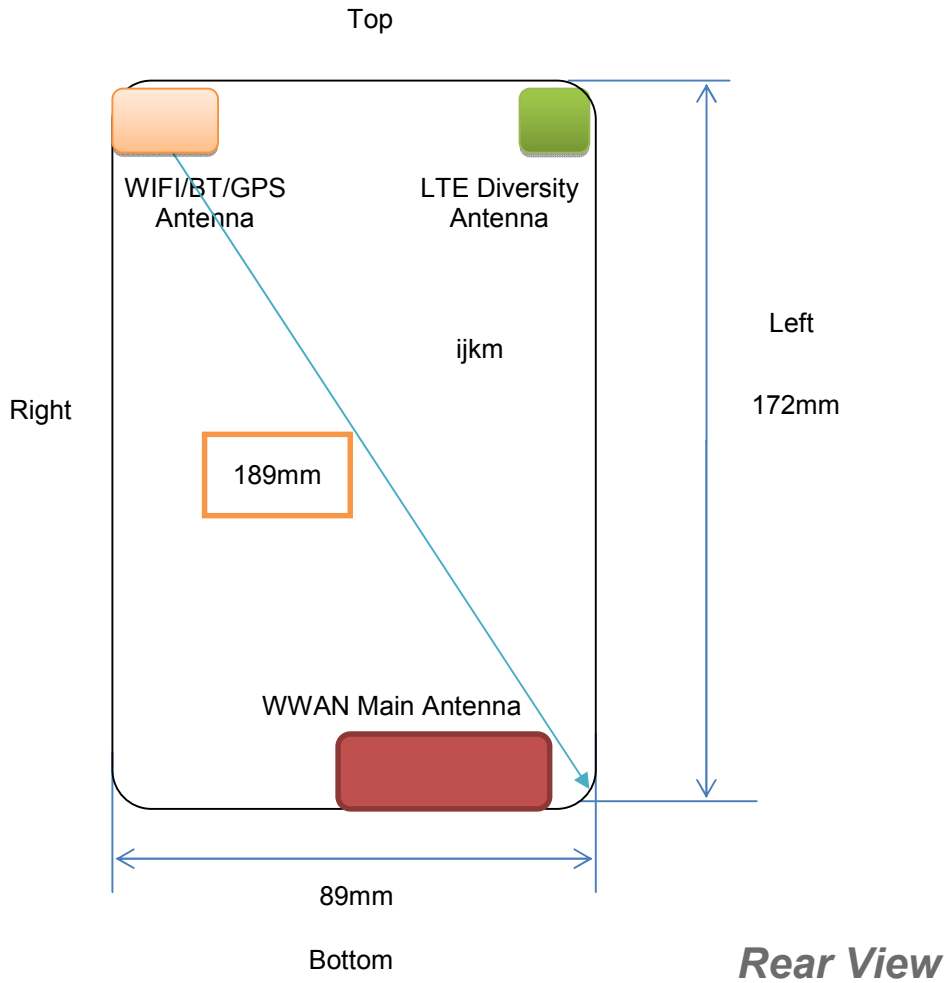 Top
WIFI/BT/GPS
Antenna
LTE Diversity
Antenna
Left
ijkm
Right
172mm
189mm
WWAN Main Antenna
89mm
Bottom
Rear View